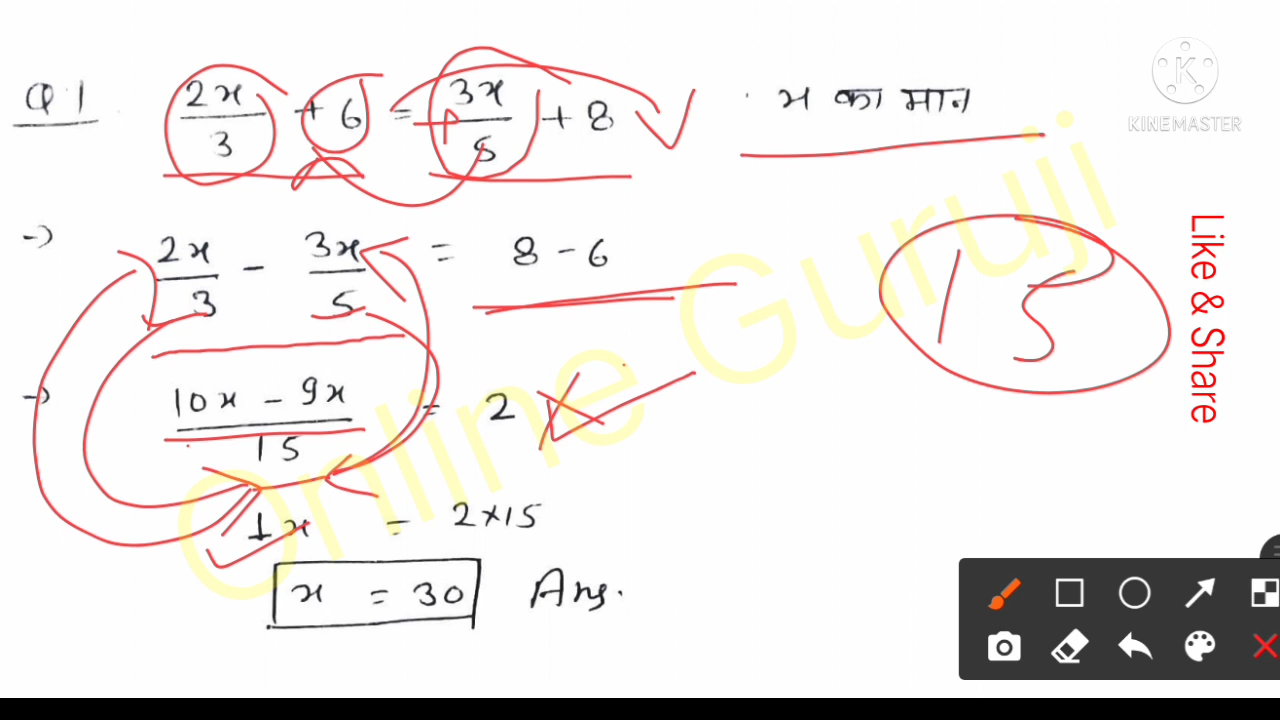 Q 1. 2x/3 + 6 = 3x/5 + 8 . x का मान
→ 2x/3 - 3x/5 = 8 - 6
→ 10x - 9x/15 = 2
1x = 2×15
x = 30 Ans.
15
KINEMASTER
Like & Share
Online Guruji